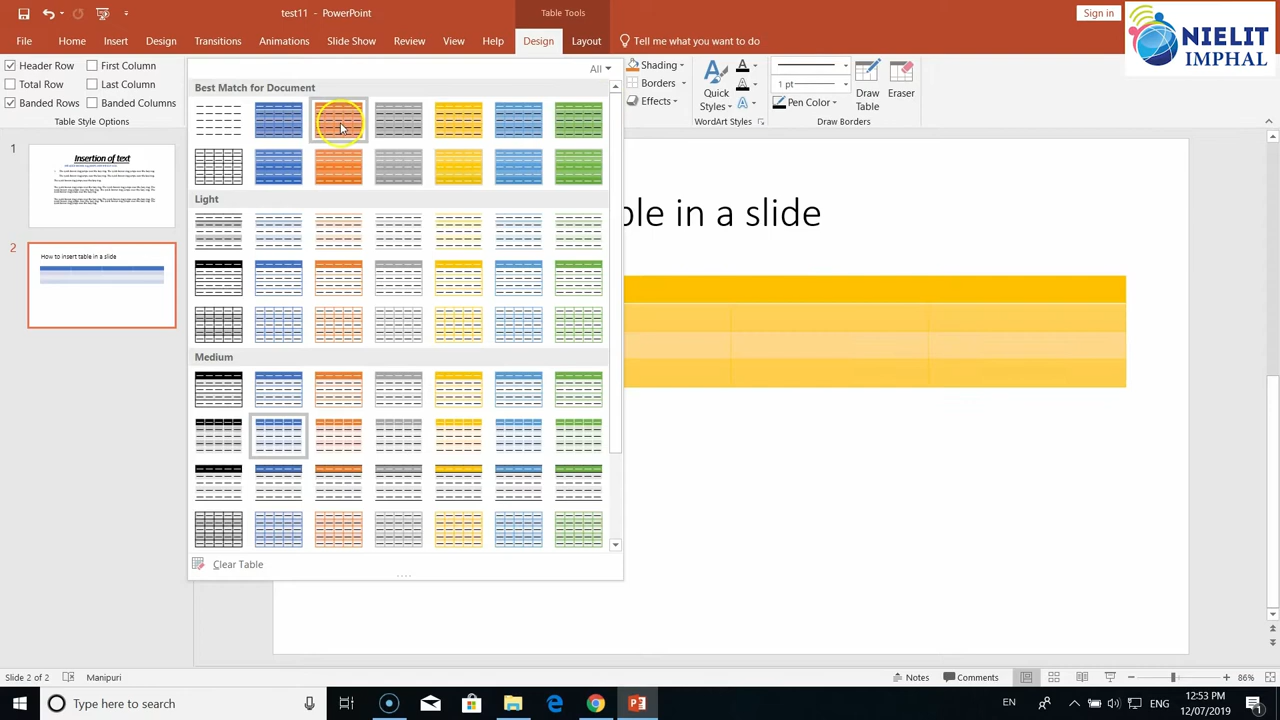 test11 - PowerPoint
Table Tools
Sign in
NIELIT
IMPHAL
File
Home
Insert
Design
Transitions
Animations
Slide Show
Review
View
Help
Design
Layout
Tell me what you want to do
Header Row
First Column
Total Row
Last Column
Banded Rows
Banded Columns
Table Style Options
All
Best Match for Document
Light
Medium
Clear Table
Shading
Borders
Effects
Quick
Styles
WordArt Styles
1 pt
Pen Color
Draw
Table
Eraser
Draw Borders
1
Insertion of text
2
How to insert table in a slide
ble in a slide
Slide 2 of 2
Manipuri
Notes
Comments
86%
Type here to search
EN
ENG
12:53 PM
12/07/2019
1